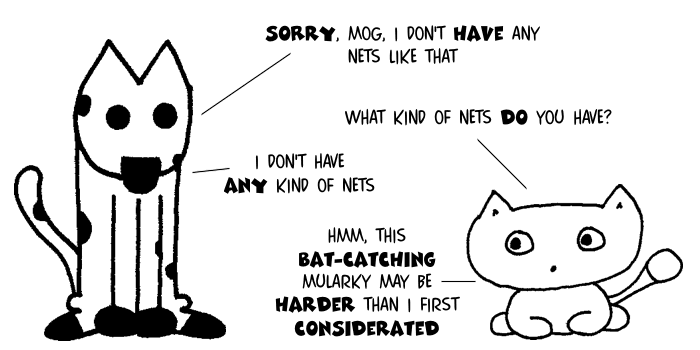 SORRY, MOG, I DON'T HAVE ANY
NETS LIKE THAT
WHAT KIND OF NETS DO YOU HAVE?
I DON'T HAVE
ANY KIND OF NETS
HMM, THIS
BAT-CATCHING
MULARKY MAY BE
HARDER THAN I FIRST
CONSIDERATED